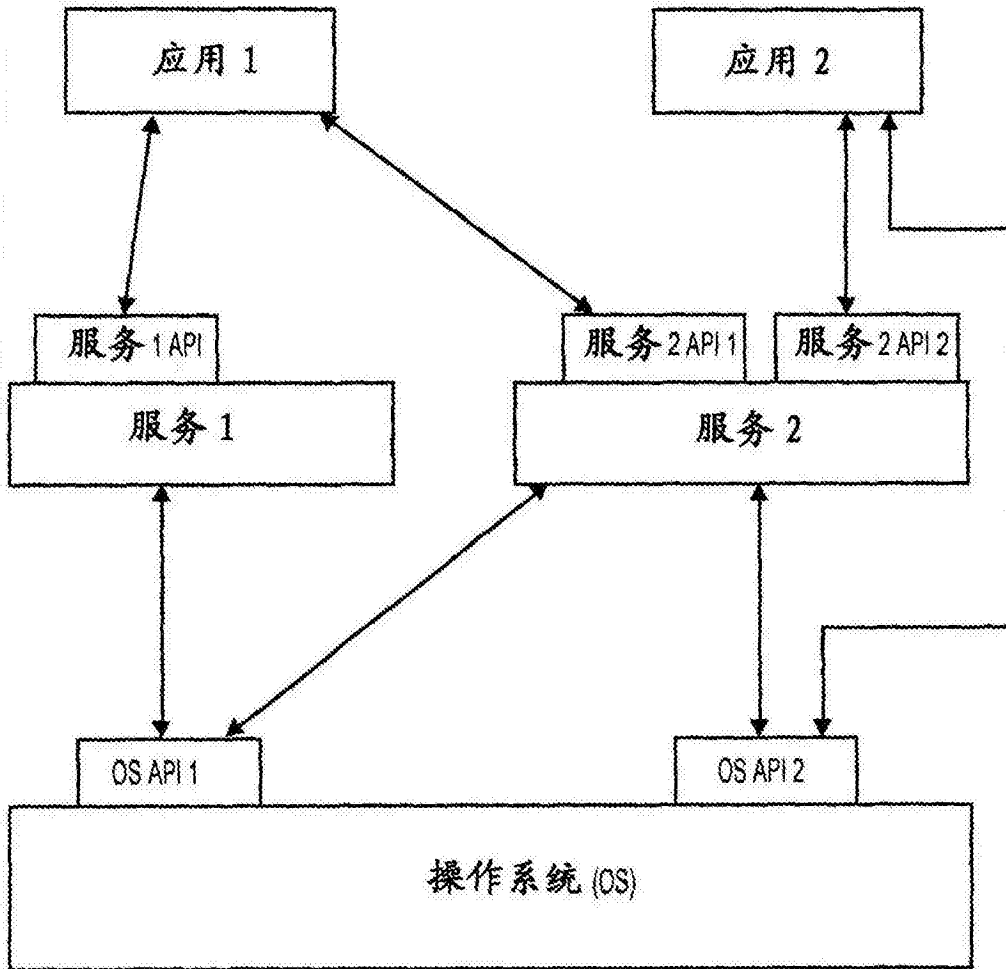 应用 1
应用 2
服务 1 API
服务 2 API 1
服务 2 API 2
服务 1
服务 2
OS API 1
OS API 2
操作系统 (OS)